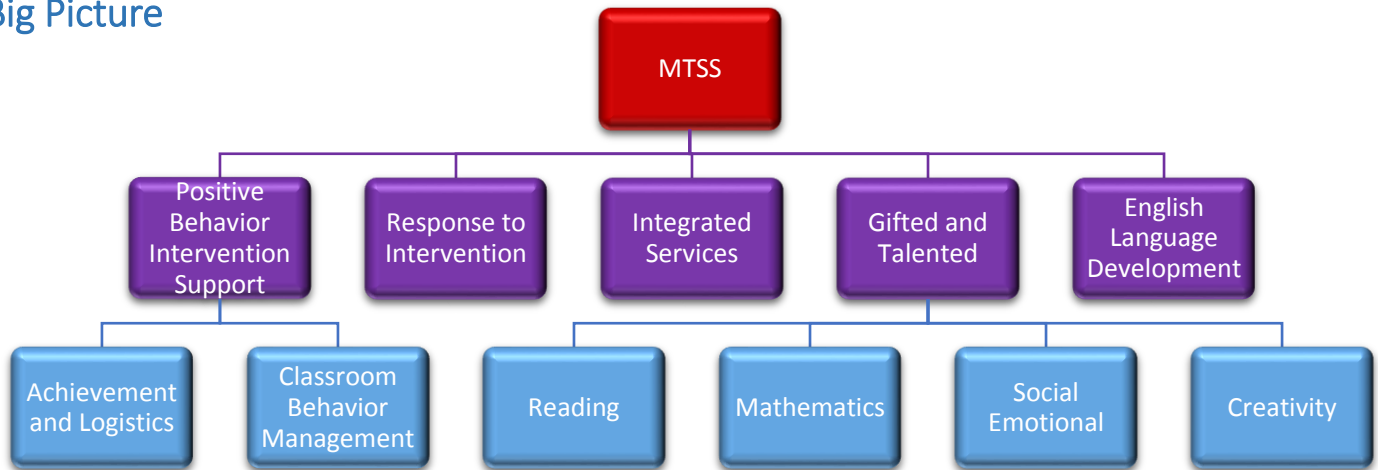 Big Picture
MTSS
Positive
Behavior
Intervention
Support
Response to
Intervention
Integrated
Services
Gifted and
Talented
English
Language
Development
Achievement
and Logistics
Classroom
Behavior
Management
Reading
Mathematics
Social
Emotional
Creativity